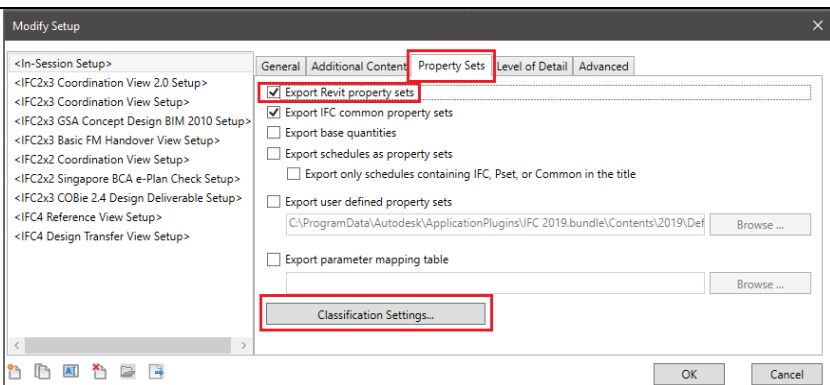 Modify Setup
<In-Session Setup>
<IFC2x3 Coordination View 2.0 Setup>
<IFC2x3 Coordination View Setup>
<IFC2x3 GSA Concept Design BIM 2010 Setup>
<IFC2x3 Basic FM Handover View Setup>
<IFC2x2 Coordination View Setup>
<IFC2x2 Singapore BCA e-Plan Check Setup>
<IFC2x3 COBie 2.4 Design Deliverable Setup>
<IFC4 Reference View Setup>
<IFC4 Design Transfer View Setup>
General Additional Content Property Sets Level of Detail Advanced
Export Revit property sets
Export IFC common property sets
Export base quantities
Export schedules as property sets
Export only schedules containing IFC, Pset, or Common in the title
Export user defined property sets
C:\ProgramData\Autodesk\ApplicationPlugins\IFC 2019.bundle\Contents\2019\Def Browse ...
Export parameter mapping table
Browse ...
Classification Settings...
OK Cancel